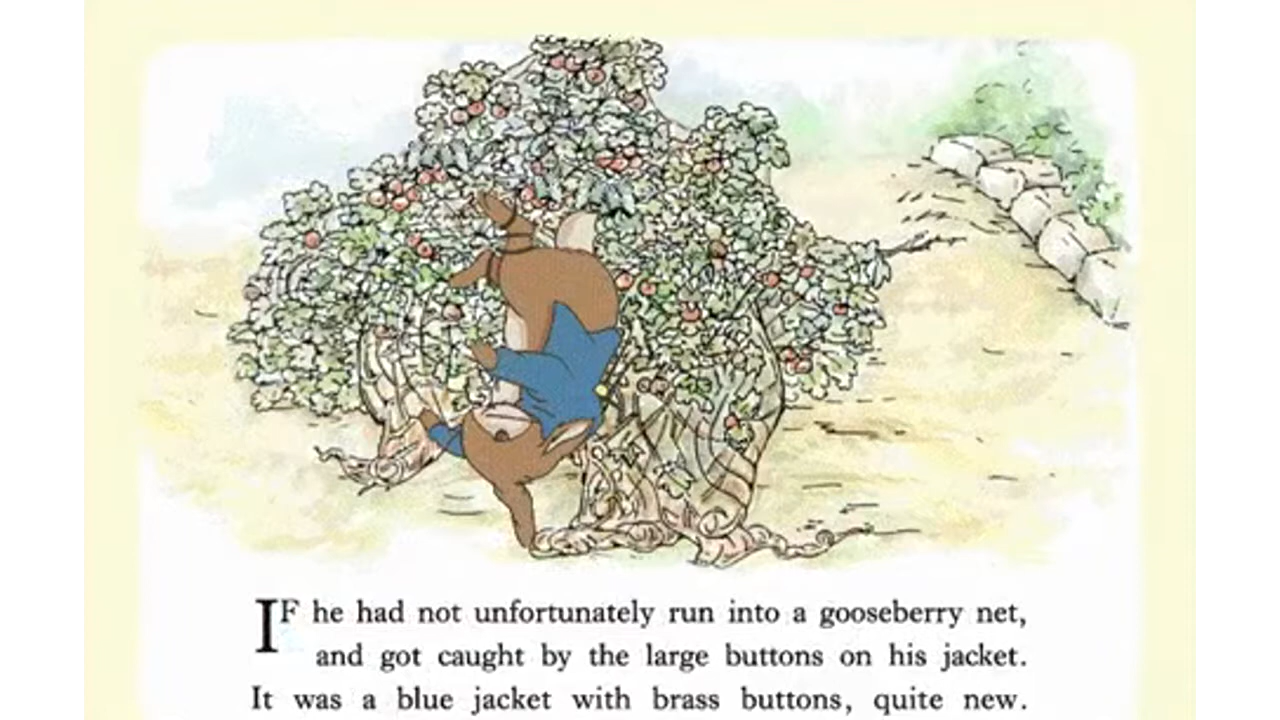 IF he had not unfortunately run into a gooseberry net,
and got caught by the large buttons on his jacket.
It was a blue jacket with brass buttons, quite new.